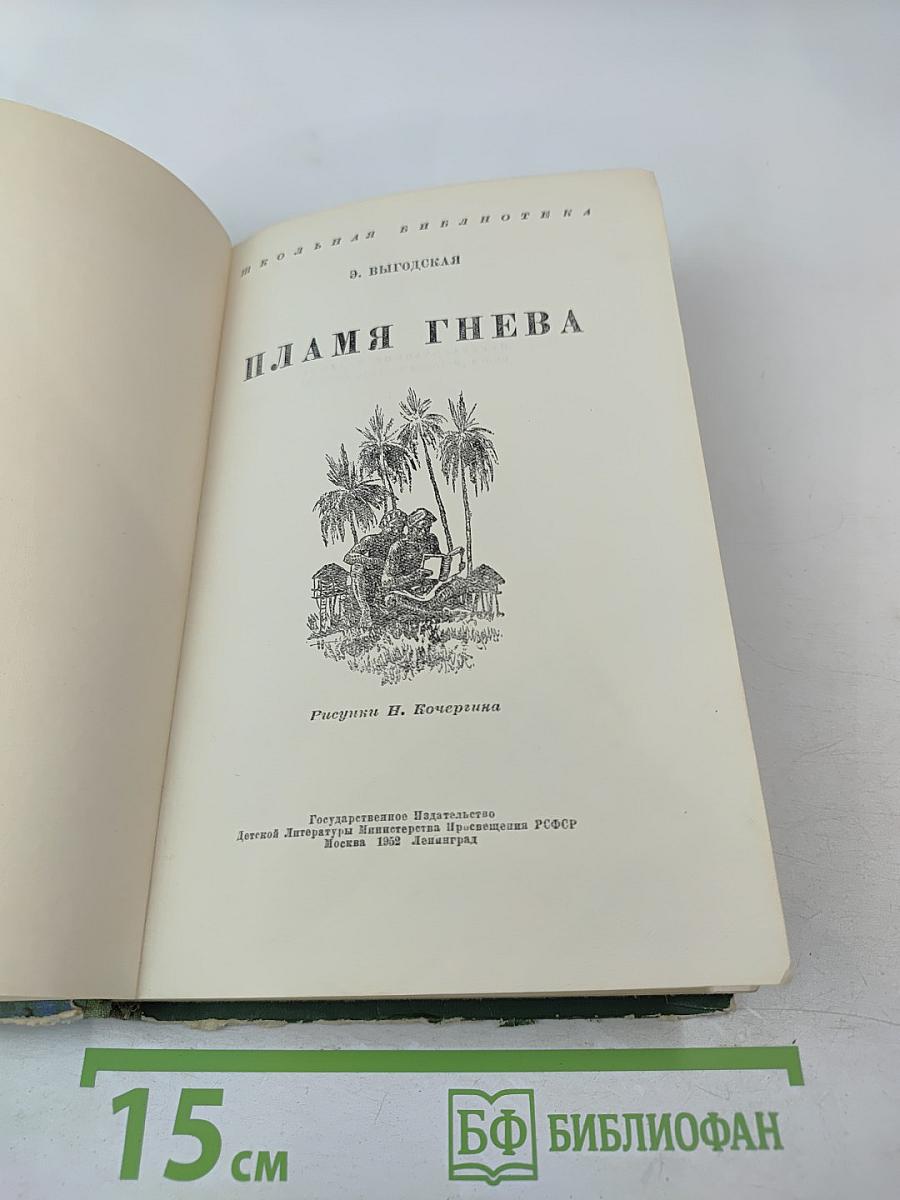 ШКОЛЬНАЯ БИБЛИОТЕКА
Э. ВЫГОДСКАЯ
ПЛАМЯ ГНЕВА
Рисунки Н. Кочергина
Государственное Издательство
Детской Литературы Министерства Просвещения РСФСР
Москва 1952 Ленинград
15 см
БФ БИБЛИОФАН